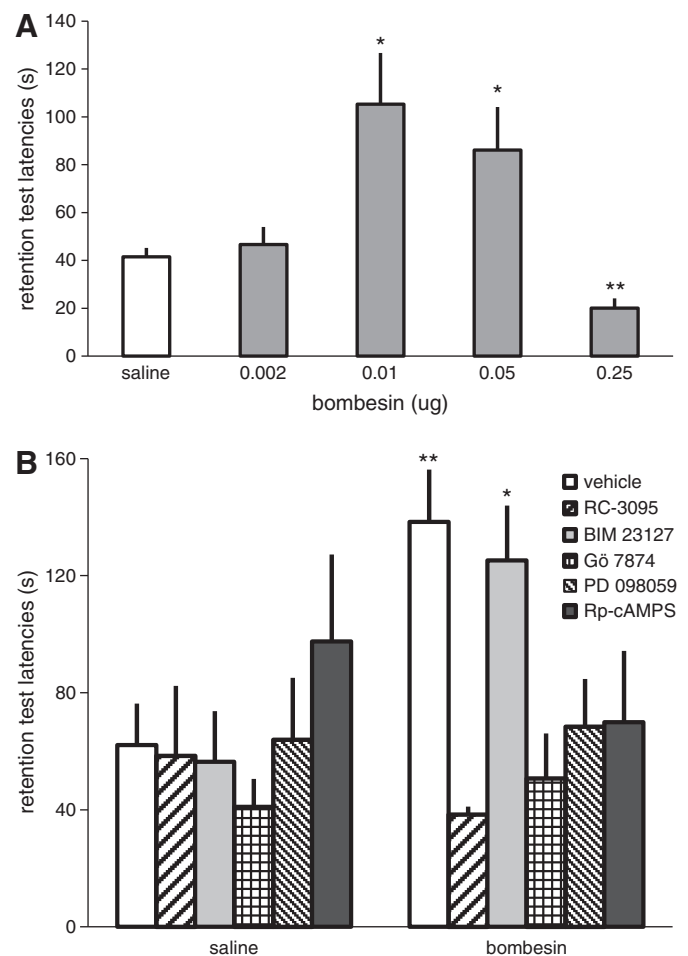 A
140
120
100
80
60
40
20
0
retention test latencies (s)
*
*
**
saline 0.002 0.01 0.05 0.25
bombesin (ug)
B
160
120
80
40
0
retention test latencies (s)
**
*
vehicle
RC-3095
BIM 23127
Gö 7874
PD 098059
Rp-cAMPS
saline bombesin